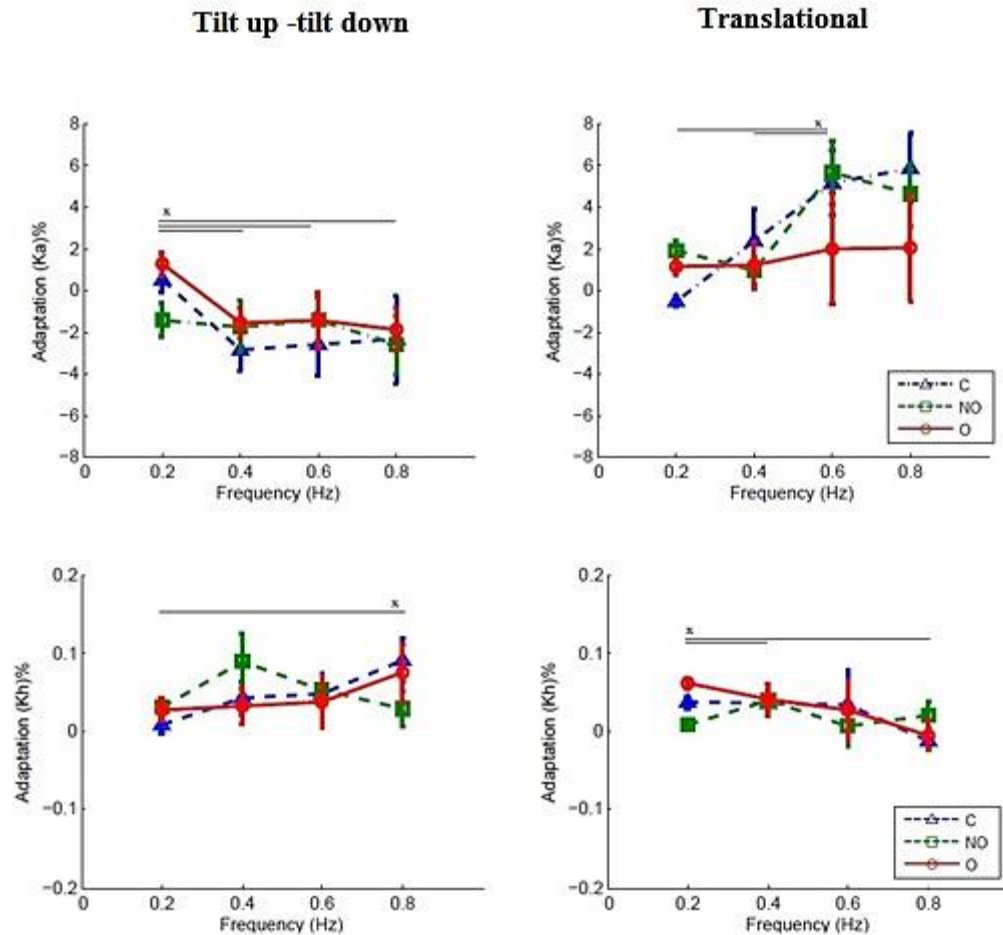 Tilt up -tilt down
Translational
8
6
4
2
0
−2
−4
−6
−8
Adaptation (Ka)%
x
0
0.2
0.4
0.6
0.8
Frequency (Hz)
8
6
4
2
0
−2
−4
−6
−8
Adaptation (Ka)%
x
C
NO
O
0
0.2
0.4
0.6
0.8
Frequency (Hz)
0.2
0.1
0
−0.1
−0.2
Adaptation (Kh)%
x
0
0.2
0.4
0.6
0.8
Frequency (Hz)
0.2
0.1
0
−0.1
−0.2
Adaptation (Kh)%
x
C
NO
O
0
0.2
0.4
0.6
0.8
Frequency (Hz)